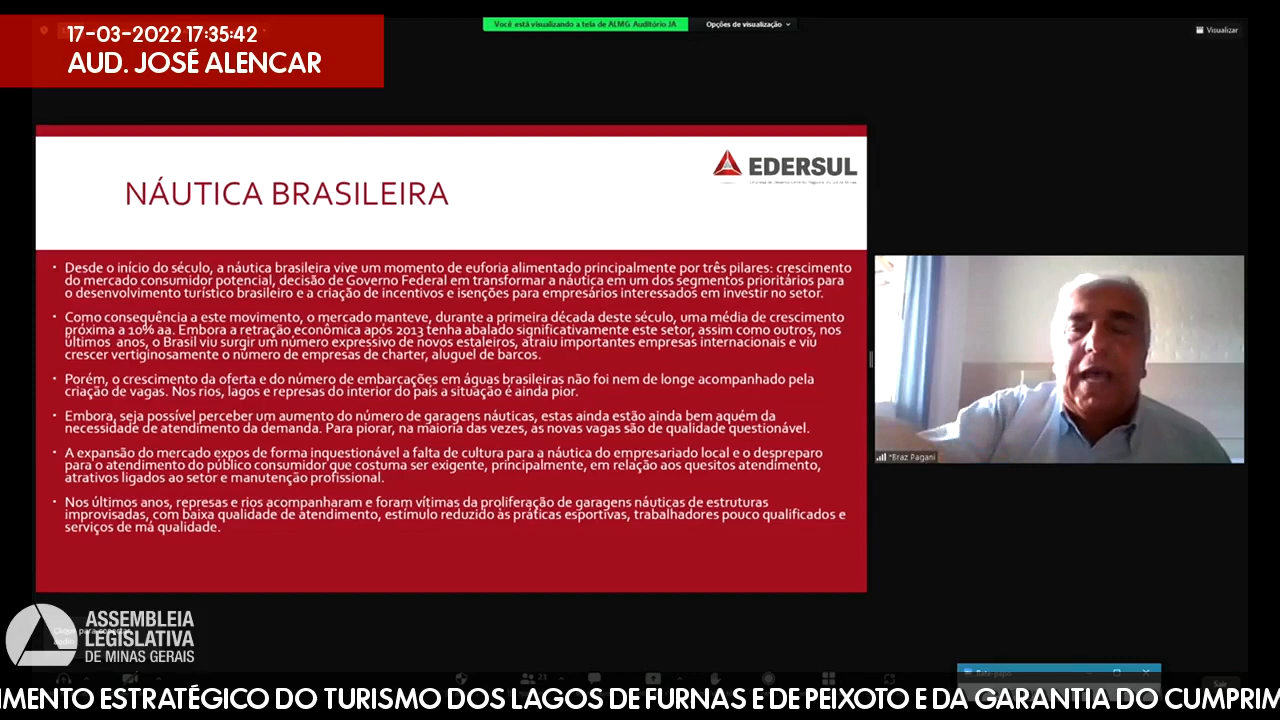 17-03-2022 17:35:42
AUD. JOSÉ ALENCAR
Você está visualizando a tela de ALMG Auditório JA
Opções de visualização
Visualizar
EDERSUL
NÁUTICA BRASILEIRA
• Desde o início do século, a náutica brasileira vive um momento de euforia alimentado principalmente por três pilares: crescimento
do mercado consumidor potencial, decisão de Governo Federal em transformar a náutica em um dos segmentos prioritários para
o desenvolvimento turístico brasileiro e a criação de incentivos e isenções para empresários interessados em investir no setor.
• Como consequência a este movimento, o mercado manteve, durante a primeira década deste século, uma média de crescimento
próxima a 10% aa. Embora a retração econômica após 2013 tenha abalado significativamente este setor, assim como outros, nos
últimos anos, o Brasil viu surgir um número expressivo de novos estaleiros, atraiu importantes empresas internacionais e viu
crescer vertiginosamente o número de empresas de charter, aluguel de barcos.
• Porém, o crescimento da oferta e do número de embarcações em águas brasileiras não foi nem de longe acompanhado pela
criação de vagas. Nos rios, lagos e represas do interior do país a situação é ainda pior.
• Embora, seja possível perceber um aumento do número de garagens náuticas, estas ainda estão ainda bem aquém da
necessidade de atendimento da demanda. Para piorar, na maioria das vezes, as novas vagas são de qualidade questionável.
• A expansão do mercado expos de forma inquestionável a falta de cultura para a náutica do empresariado local e o despreparo
para o atendimento do público consumidor que costuma ser exigente, principalmente, em relação aos quesitos atendimento,
atrativos ligados ao setor e manutenção profissional.
• Nos últimos anos, represas e rios acompanharam e foram vítimas da proliferação de garagens náuticas de estruturas
improvisadas, com baixa qualidade de atendimento, estímulo reduzido às práticas esportivas, trabalhadores pouco qualificados e
serviços de má qualidade.
*Braz Pagani
ASSEMBLEIA
LEGISLATIVA
DE MINAS GERAIS
23
Bate-papo
Sair
IMENTO ESTRATÉGICO DO TURISMO DOS LAGOS DE FURNAS E DE PEIXOTO E DA GARANTIA DO CUMPRIM